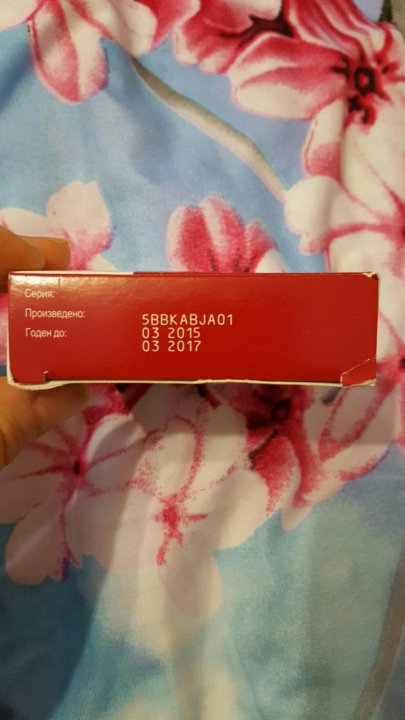 Серия:
Произведено:
Годен до:
5BBKABJA01
03 2015
03 2017